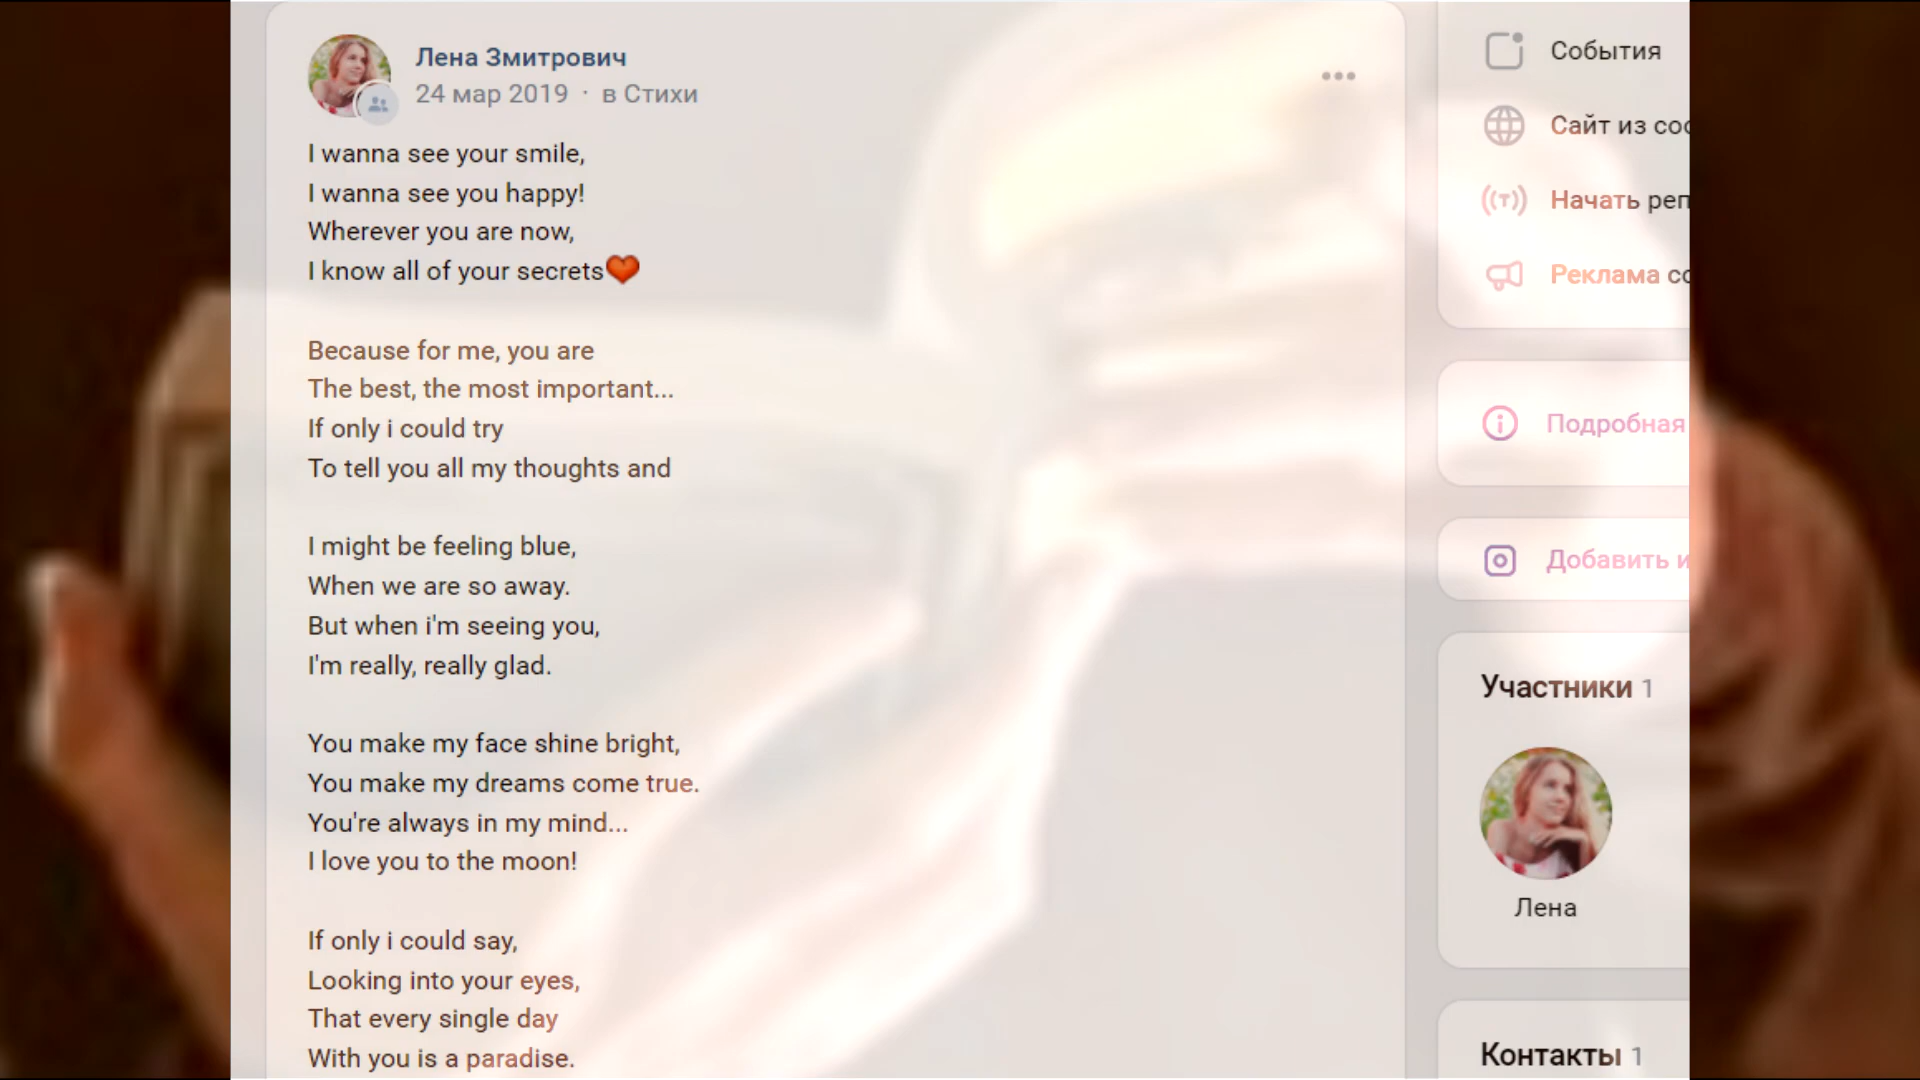 Лена Змитрович
24 мар 2019 · в Стихи
I wanna see your smile,
I wanna see you happy!
Wherever you are now,
I know all of your secrets❤
Because for me, you are
The best, the most important...
If only i could try
To tell you all my thoughts and
I might be feeling blue,
When we are so away.
But when i'm seeing you,
I'm really, really glad.
You make my face shine bright,
You make my dreams come true.
You're always in my mind...
I love you to the moon!
If only i could say,
Looking into your eyes,
That every single day
With you is a paradise.
События
Сайт из
Начать
Реклама
Подробная
Добавить
Участники 1
Лена
Контакты 1